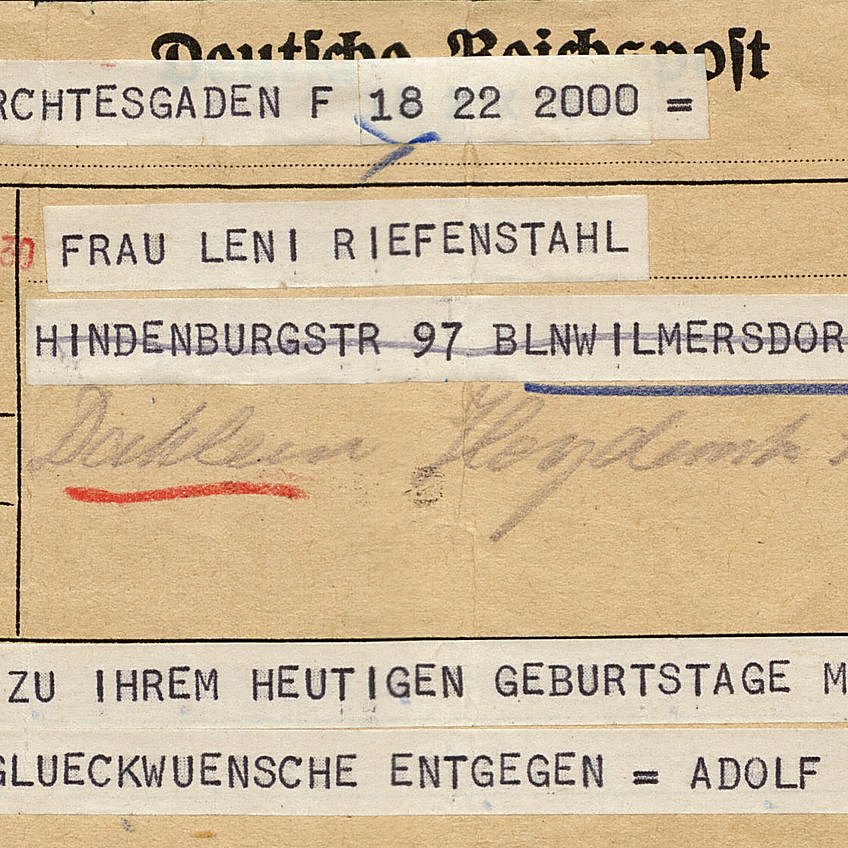 Deutsche Reichspost
RCHTESGADEN F 18 22 2000 =
FRAU LENI RIEFENSTAHL
HINDENBURGSTR 97 BLNWILMERSDOR
ZU IHREM HEUTIGEN GEBURTSTAGE M
GLUECKWUENSCHE ENTGEGEN = ADOLF